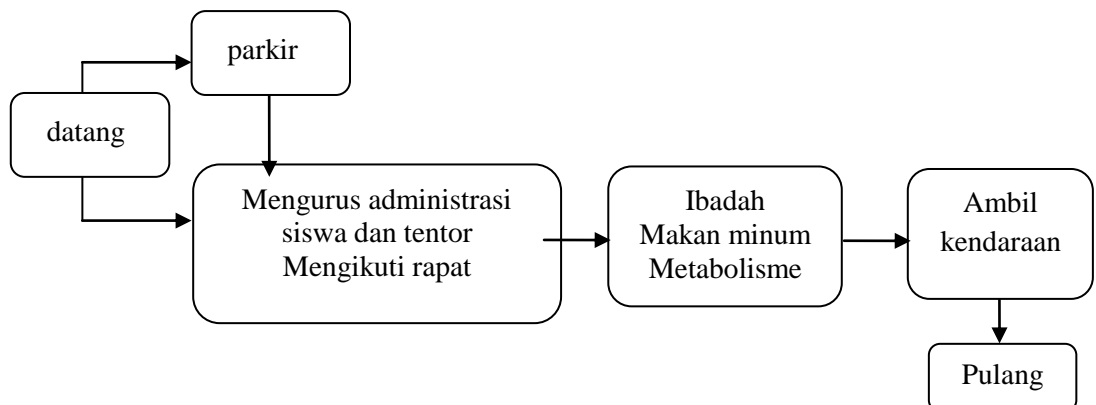 parkir
datang
Mengurus administrasi
siswa dan tentor
Mengikuti rapat
Ibadah
Makan minum
Metabolisme
Ambil
kendaraan
Pulang